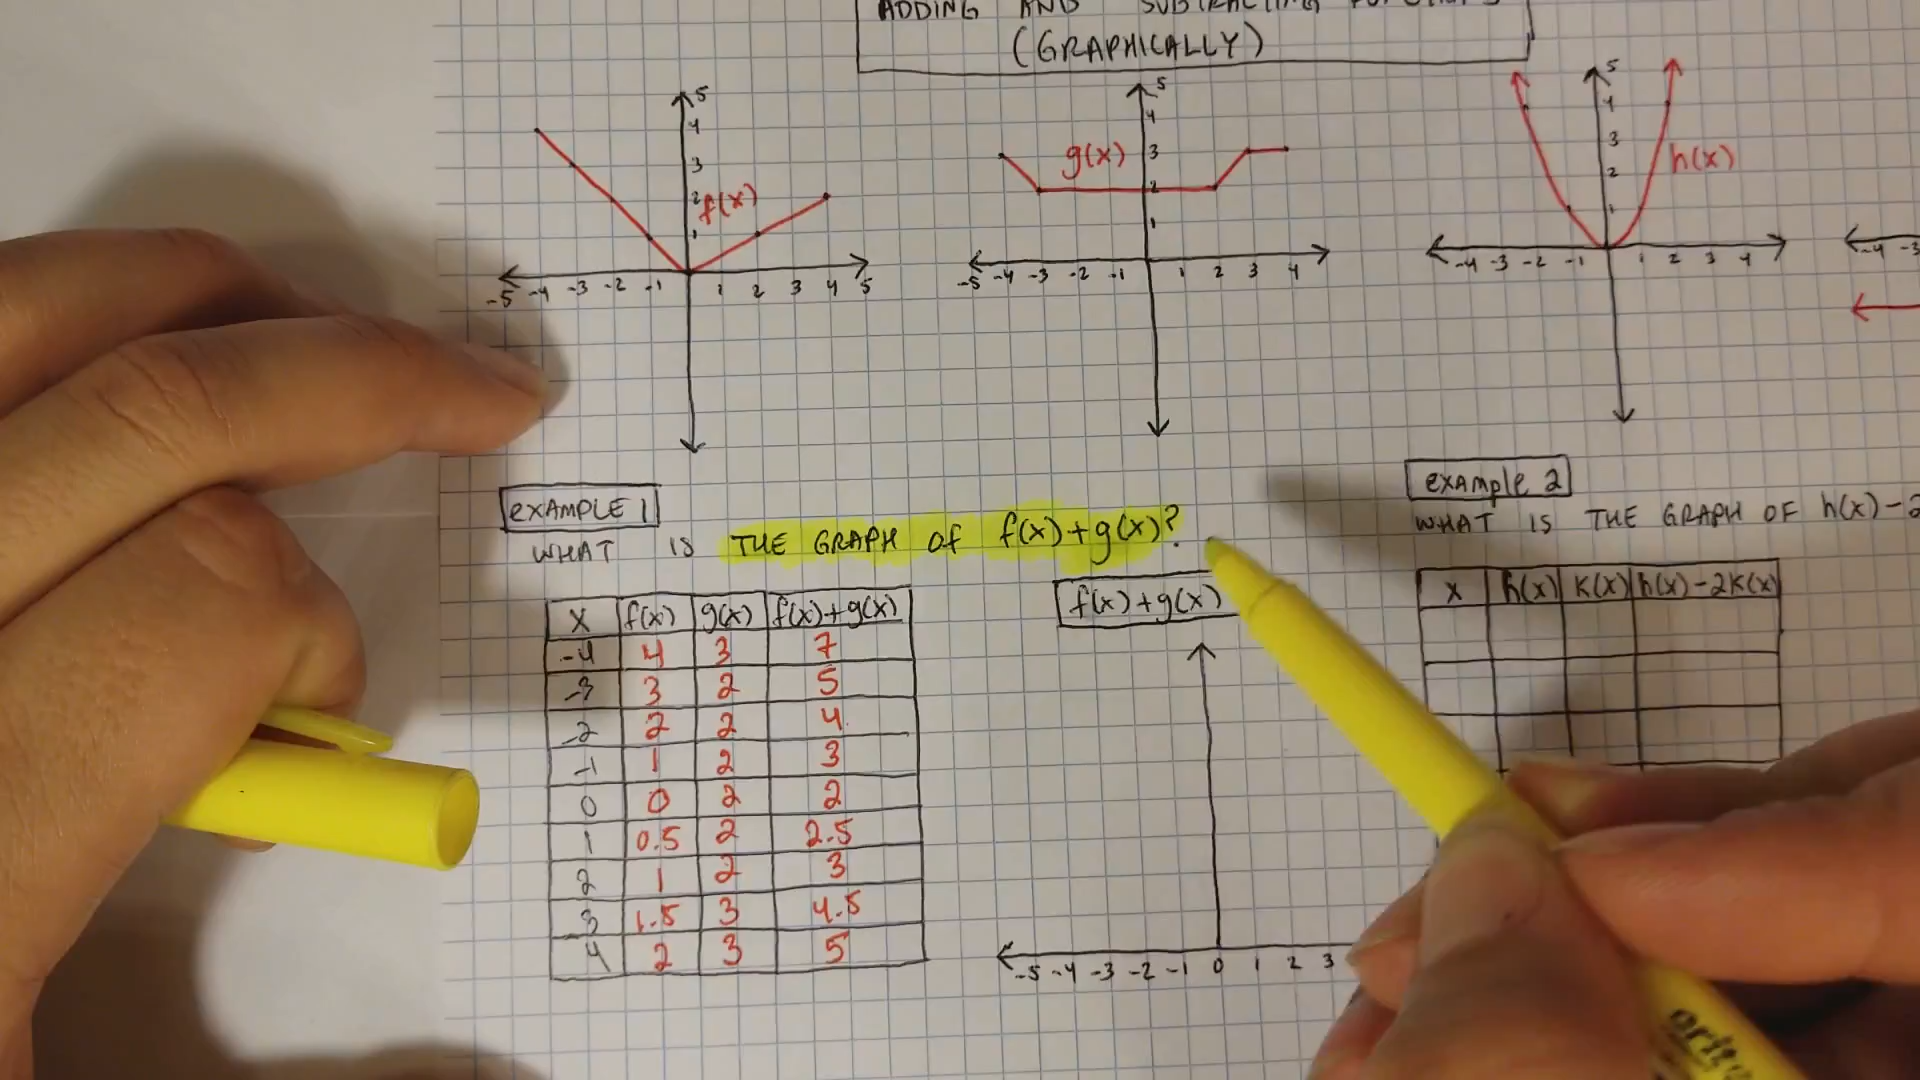 ADDING AND SUBTRACTING FUNCTIONS
(GRAPHICALLY)
5
4
3
2
1
f(x)
-5 -4 -3 -2 -1 1 2 3 4 5
5
4
3
2
1
g(x)
-5 -4 -3 -2 -1 1 2 3 4
5
4
3
2
1
h(x)
-4 -3 -2 -1 1 2 3 4
-4 -3
EXAMPLE 1
WHAT IS THE GRAPH OF f(x)+g(x)?
x f(x) g(x) f(x)+g(x)
-4 4 3 7
-3 3 2 5
-2 2 2 4
-1 1 2 3
0 0 2 2
1 0.5 2 2.5
2 1 2 3
3 1.5 3 4.5
4 2 3 5
f(x)+g(x)
-5 -4 -3 -2 -1 0 1 2 3
example 2
WHAT IS THE GRAPH OF h(x)-2
x h(x) K(x) h(x)-2K(x)